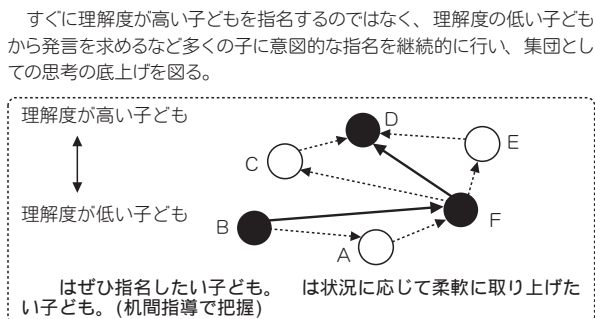 すぐに理解度が高い子どもを指名するのではなく、理解度の低い子ども
から発言を求めるなど多くの子に意図的な指名を継続的に行い、集団とし
ての思考の底上げを図る。
理解度が高い子ども
D
E
C
理解度が低い子ども
B
F
A
はぜひ指名したい子ども。　は状況に応じて柔軟に取り上げた
い子ども。(机間指導で把握)